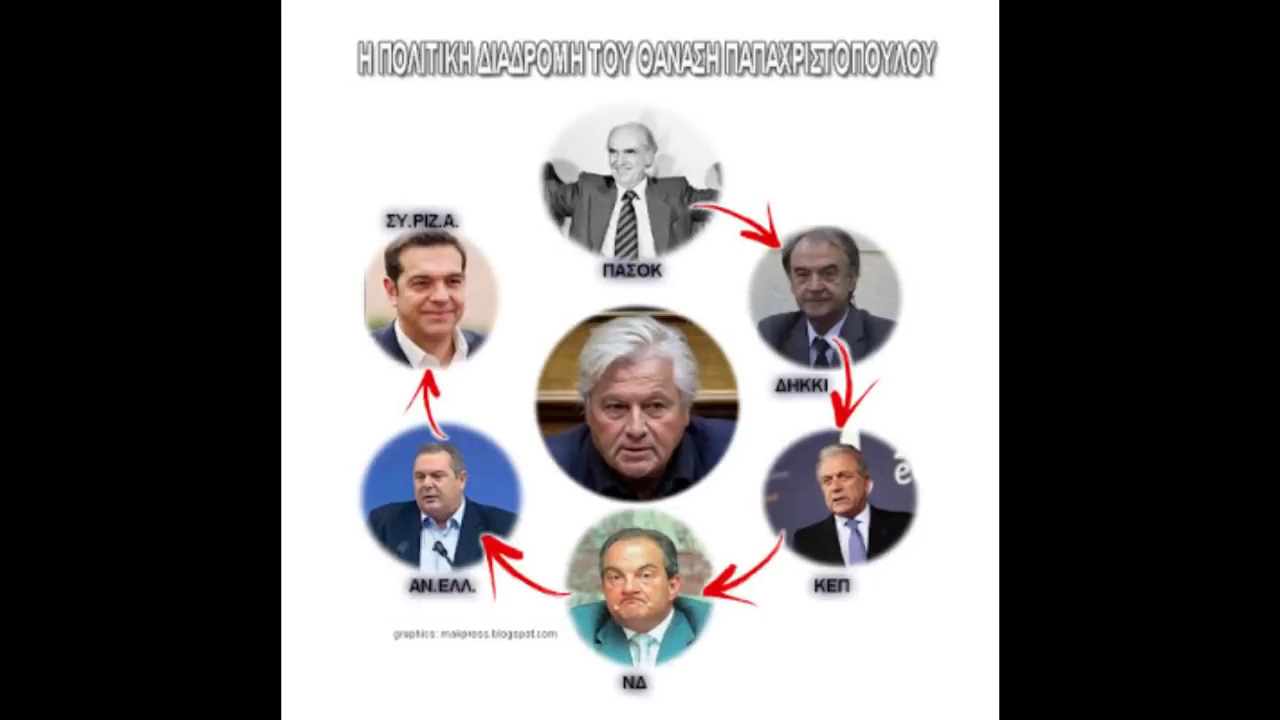 Η ΠΟΛΙΤΙΚΗ ΔΙΑΔΡΟΜΗ ΤΟΥ ΘΑΝΑΣΗ ΠΑΠΑΧΡΙΣΤΟΠΟΥΛΟΥ
ΣΥ.ΡΙΖ.Α.
ΠΑΣΟΚ
ΔΗΚΚΙ
ΑΝ.ΕΛΛ.
ΚΕΠ
graphics: makpress.blogspot.com
ΝΔ